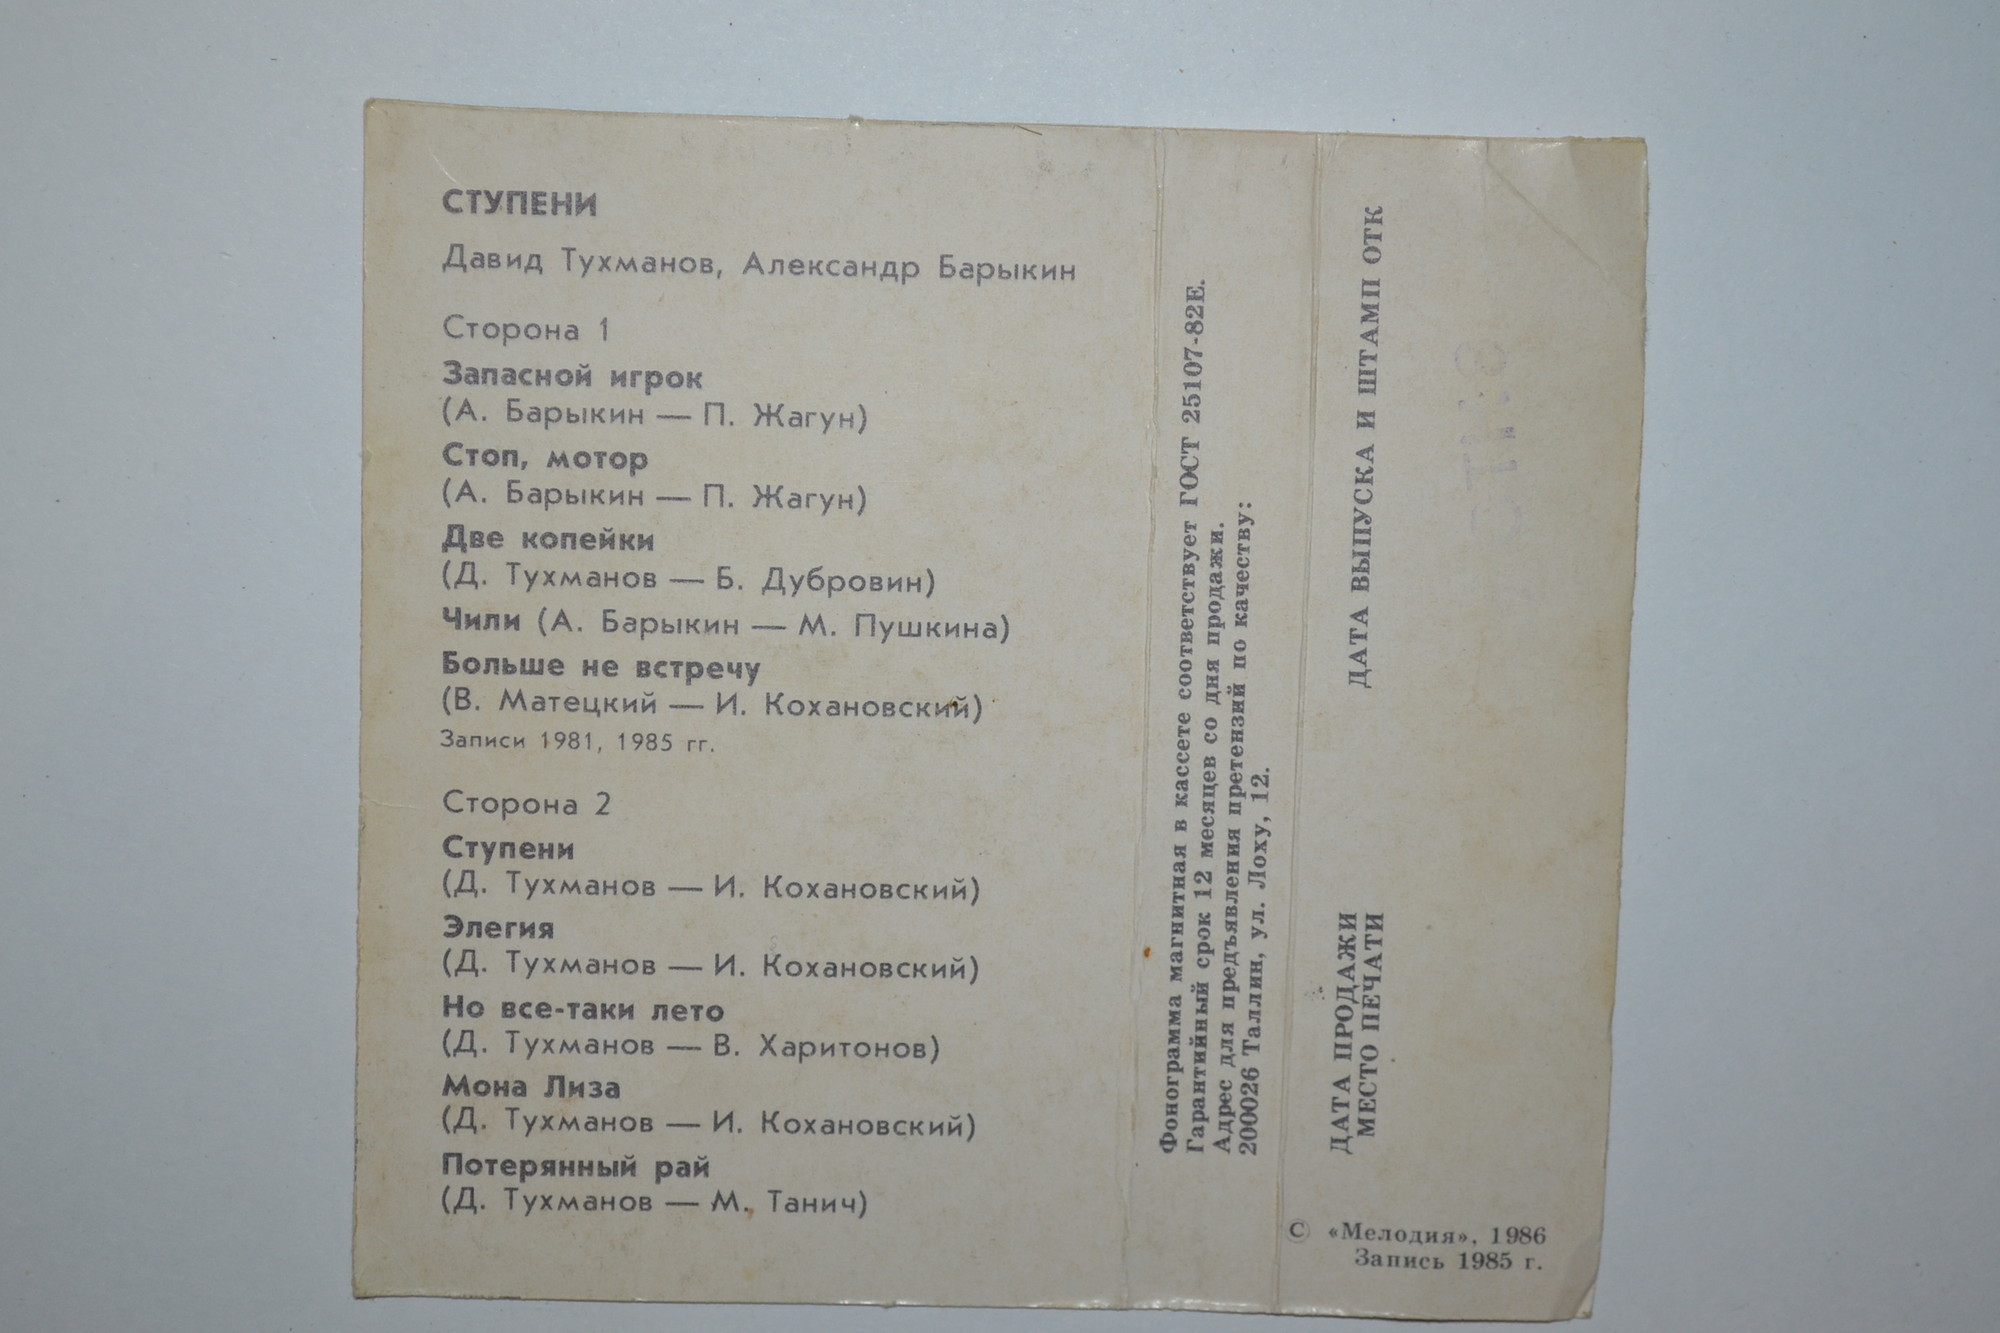 СТУПЕНИ
Давид Тухманов, Александр Барыкин
Сторона 1
Запасной игрок
(А. Барыкин — П. Жагун)
Стоп, мотор
(А. Барыкин — П. Жагун)
Две копейки
(Д. Тухманов — Б. Дубровин)
Чили (А. Барыкин — М. Пушкина)
Больше не встречу
(В. Матецкий — И. Кохановский)
Записи 1981, 1985 гг.
Сторона 2
Ступени
(Д. Тухманов — И. Кохановский)
Элегия
(Д. Тухманов — И. Кохановский)
Но все-таки лето
(Д. Тухманов — В. Харитонов)
Мона Лиза
(Д. Тухманов — И. Кохановский)
Потерянный рай
(Д. Тухманов — М. Танич)
Фонограмма магнитная в кассете соответствует ГОСТ 25107-82Е.
Гарантийный срок 12 месяцев со дня продажи.
Адрес для предъявления претензий по качеству:
200026 Таллин, ул. Лоху, 12.
ДАТА ВЫПУСКА И ШТАМП ОТК
ДАТА ПРОДАЖИ
МЕСТО ПЕЧАТИ
© «Мелодия», 1986
Запись 1985 г.